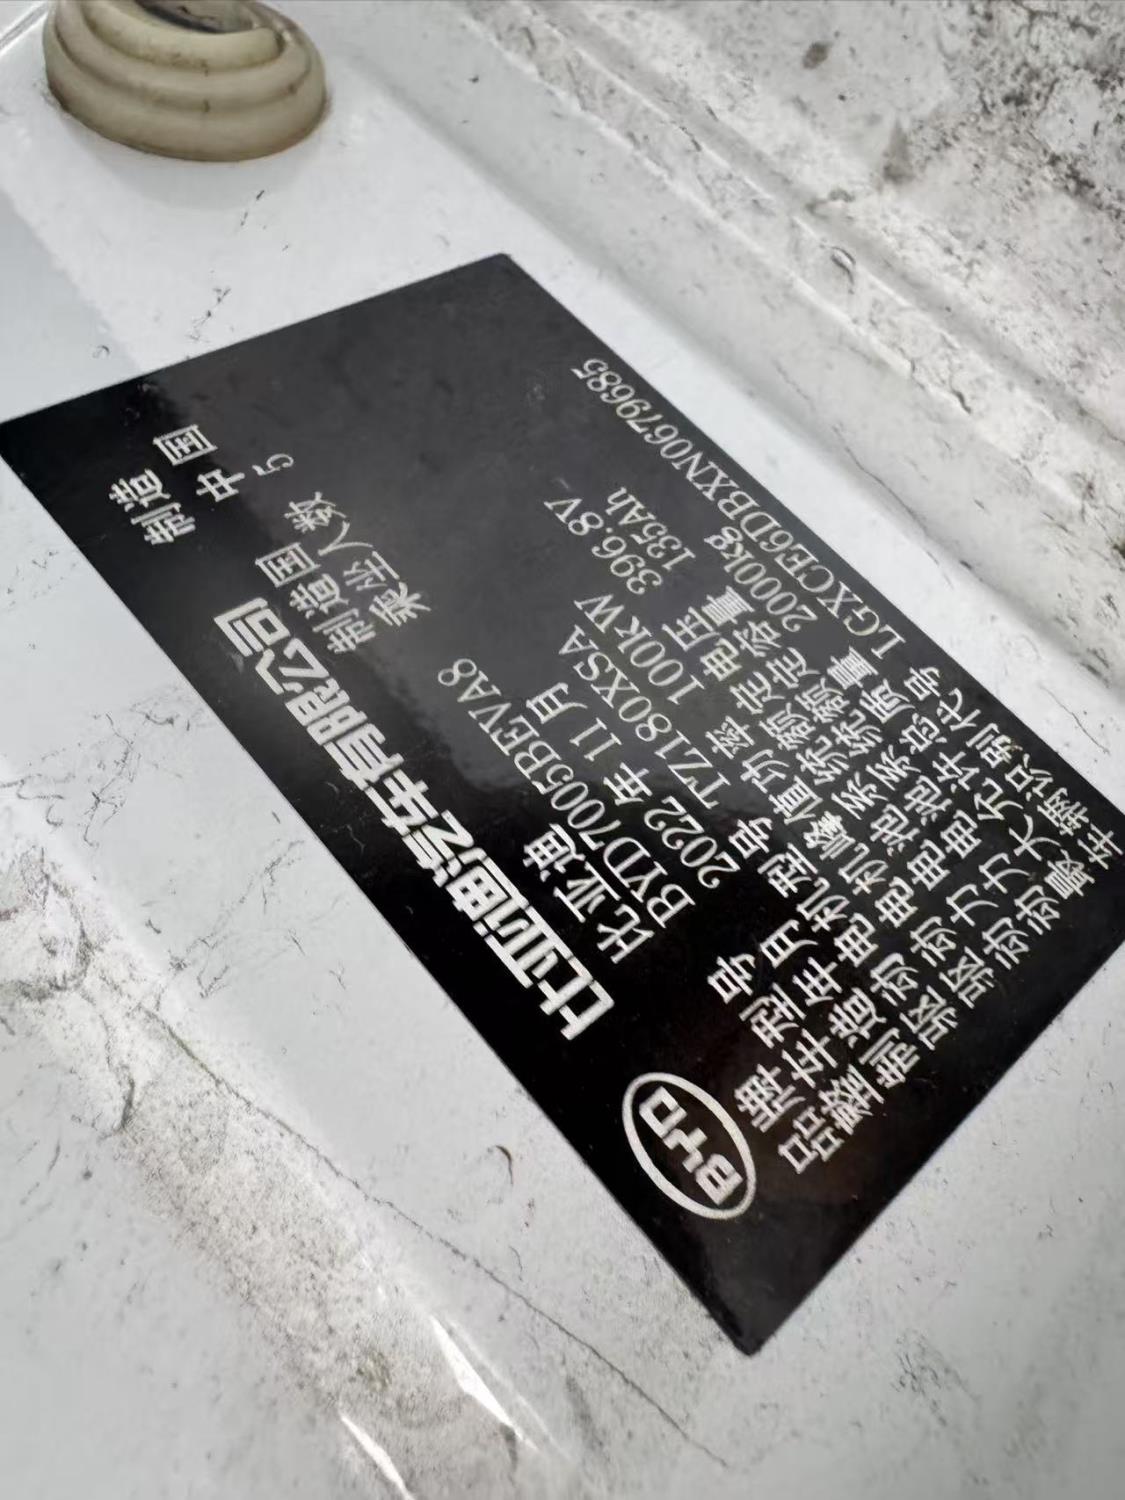 BYD 比亚迪汽车有限公司 制造
品牌 比亚迪 制造国 中国
整车型号 BYD7005BEVA8 乘坐人数 5
制造年月 2022年11月
驱动电机型号 TZ180XSA
驱动电机峰值功率 100kW
动力电池系统额定电压 396.8V
动力电池系统额定容量 135Ah
最大允许总质量 2000kg
车辆识别代号 LGXCE6DBXN0679685